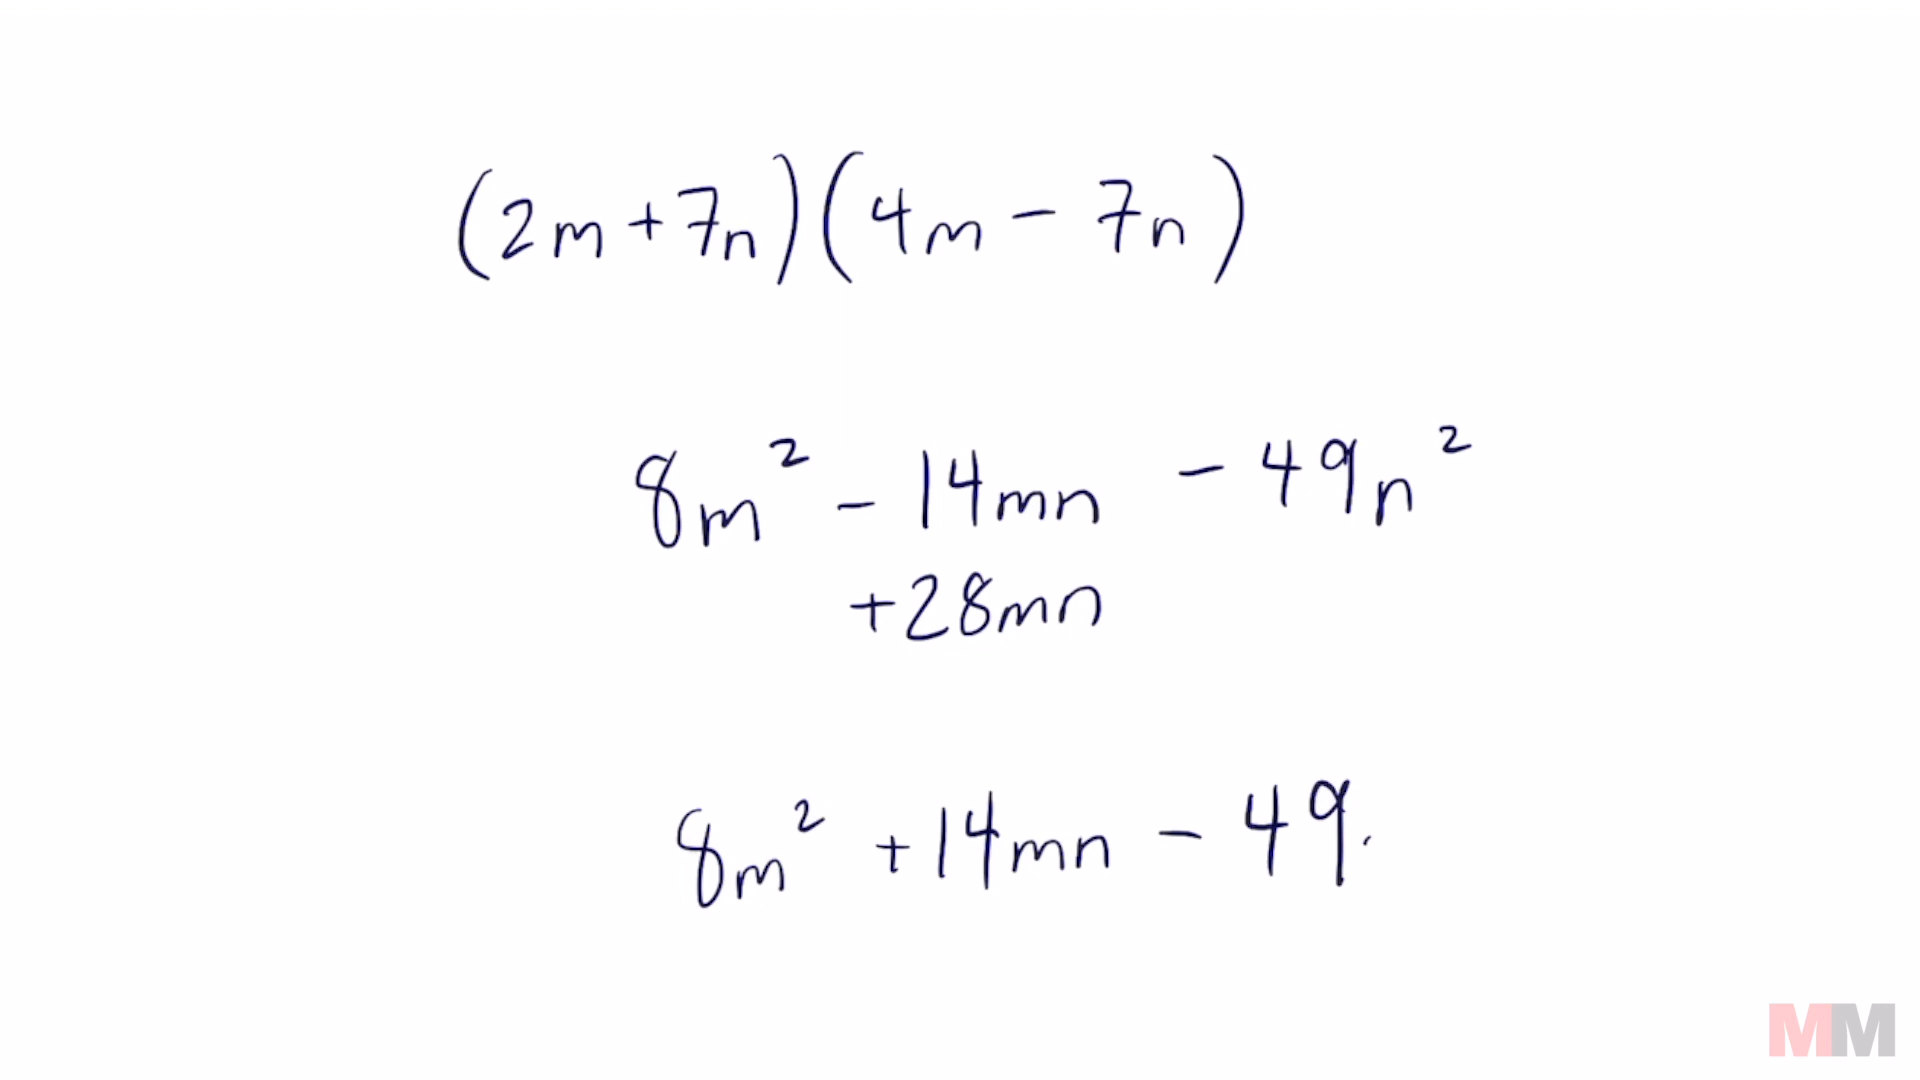 (2m+7n)(4m-7n)
8m² - 14mn - 49n²
+28mn
8m² +14mn - 49
MM